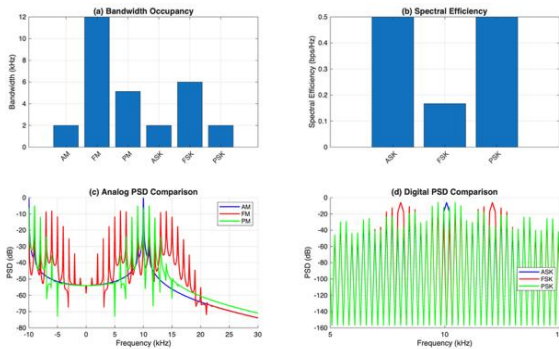 (a) Bandwidth Occupancy
12
10
8
6
4
2
0
Bandwidth (kHz)
AM
FM
PM
ASK
FSK
PSK
(b) Spectral Efficiency
0.5
0.4
0.3
0.2
0.1
0
Spectral Efficiency (bps/Hz)
ASK
FSK
PSK
(c) Analog PSD Comparison
0
-10
-20
-30
-40
-50
-60
-70
-80
PSD (dB)
AM
FM
PM
-10
-5
0
5
10
15
20
25
30
Frequency (kHz)
(d) Digital PSD Comparison
0
-20
-40
-60
-80
-100
-120
-140
-160
PSD (dB)
ASK
FSK
PSK
5
10
Frequency (kHz)